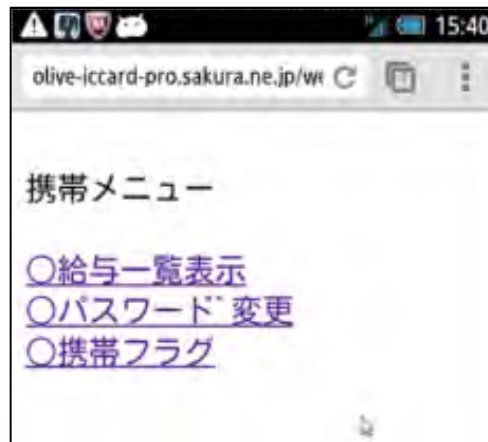 15:40
olive-iccard-pro.sakura.ne.jp/we
携帯メニュー
○給与一覧表示
○パスワード変更
○携帯フラグ